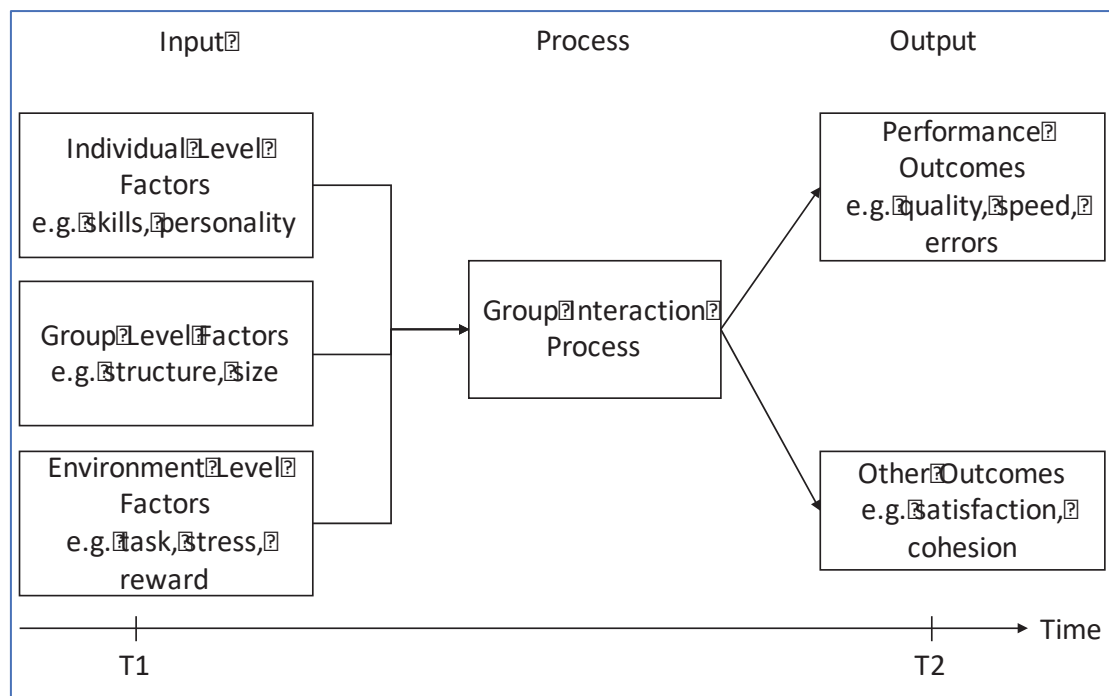 Input
Process
Output
Individual Level
Factors
e.g. skills, personality
Group Level Factors
e.g. structure, size
Environment Level
Factors
e.g. task, stress,
reward
Group Interaction
Process
Performance
Outcomes
e.g. quality, speed,
errors
Other Outcomes
e.g. satisfaction,
cohesion
Time
T1
T2